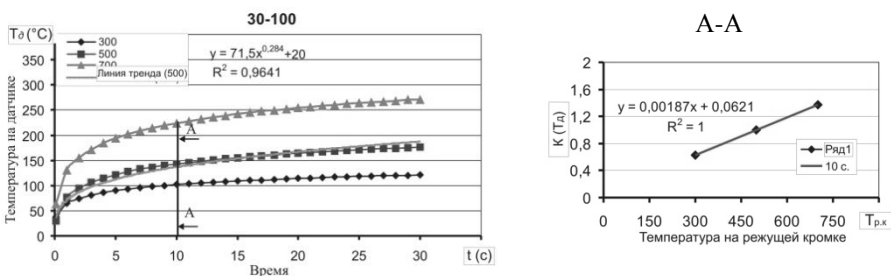 30-100
Tд (°C)
300
500
700
Линия тренда (500)
y = 71,5x^0,284+20
R² = 0,9641
Температура на датчике
350
300
250
200
150
100
50
0
A
A
0 5 10 15 20 25 30
t (c)
Время
A-A
К (Tд)
2
1,6
1,2
0,8
0,4
0
y = 0,00187x + 0,0621
R² = 1
Ряд1
10 с.
0 150 300 450 600 750
Tр.к
Температура на режущей кромке